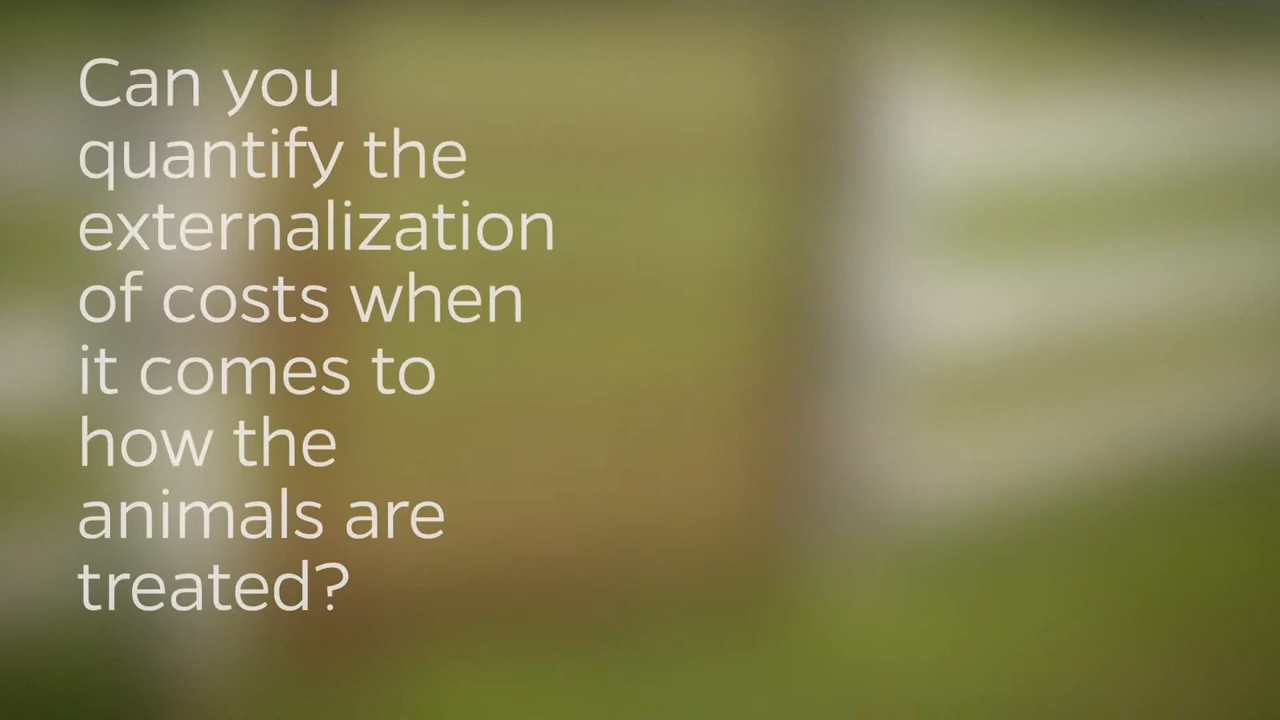 Can you
quantify the
externalization
of costs when
it comes to
how the
animals are
treated?